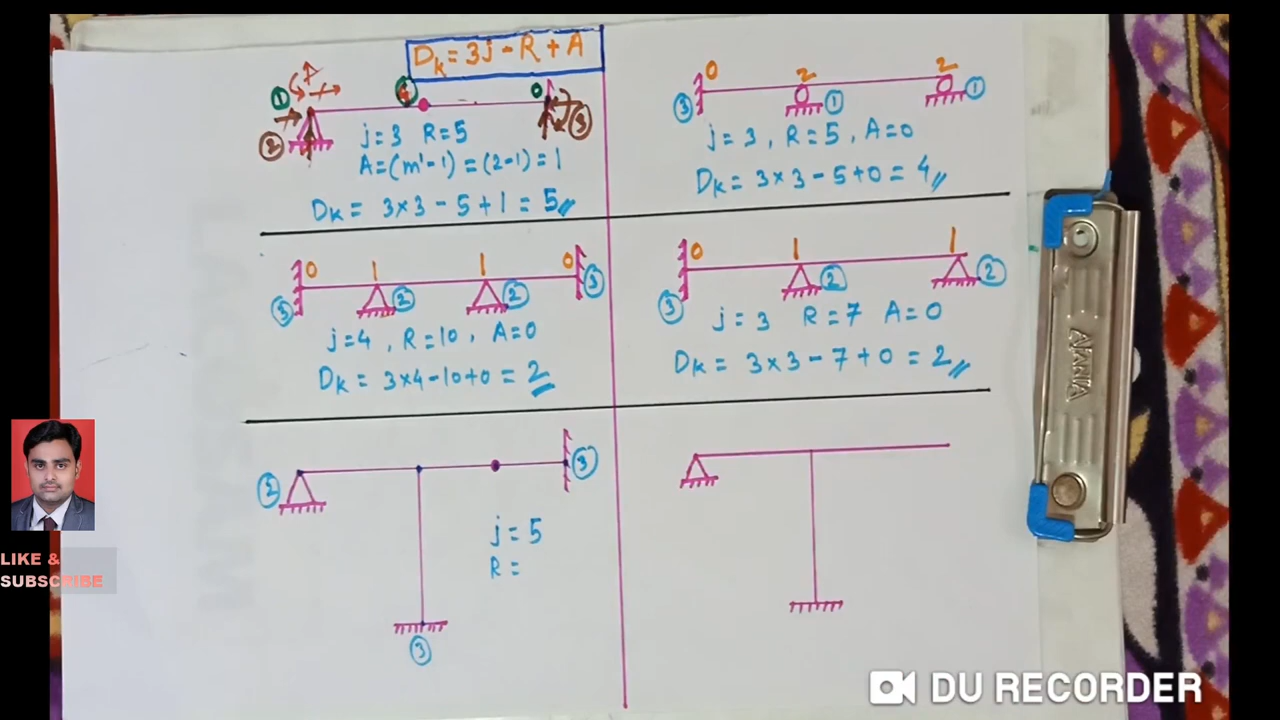 Dk = 3j - R + A
1
4
0
2
3
j=3 R=5
A=(m'-1) = (2-1) = 1
Dk = 3×3 - 5 + 1 = 5
0 2 2
3 1 1
j=3, R=5, A=0
Dk = 3×3 - 5 + 0 = 4
0 1 1 0
3 2 2 3
j=4, R=10, A=0
Dk = 3×4 - 10 + 0 = 2
0 1 1
3 2 2
j=3 R=7 A=0
Dk = 3×3 - 7 + 0 = 2
2 3
j = 5
R =
3
AJANTA
LIKE &
SUBSCRIBE
DU RECORDER